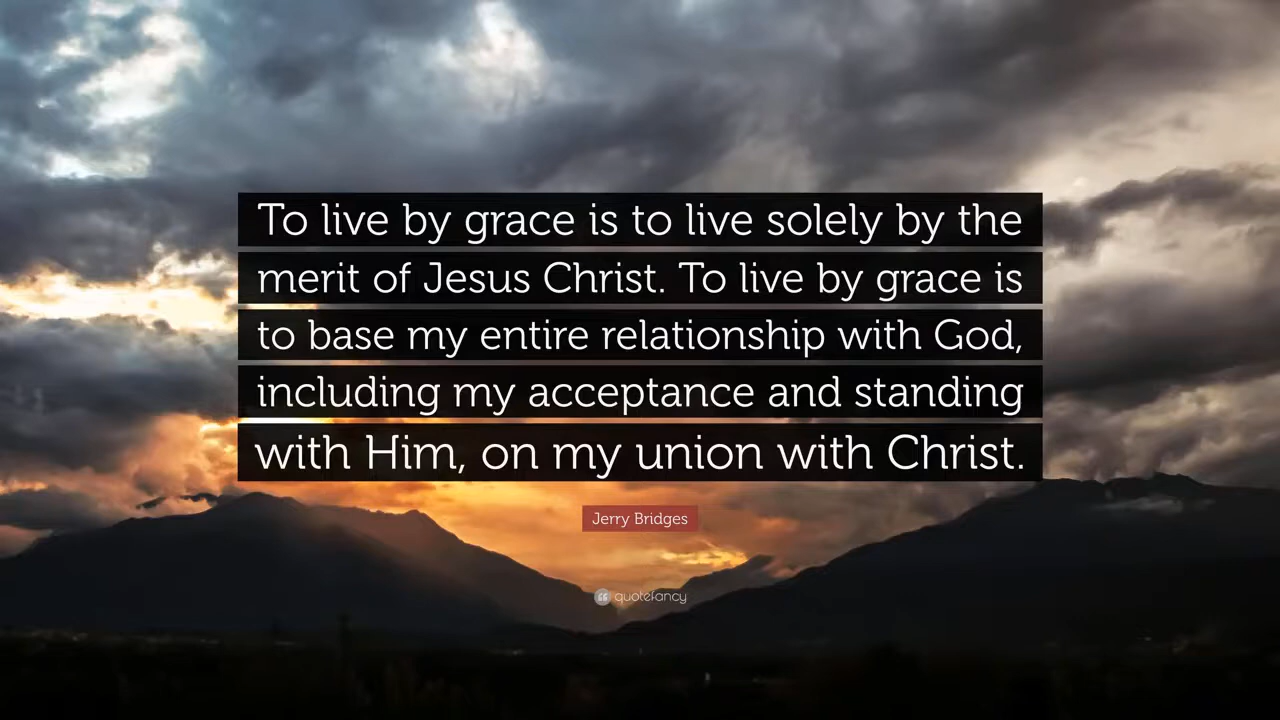 To live by grace is to live solely by the
merit of Jesus Christ. To live by grace is
to base my entire relationship with God,
including my acceptance and standing
with Him, on my union with Christ.
Jerry Bridges
quotefancy